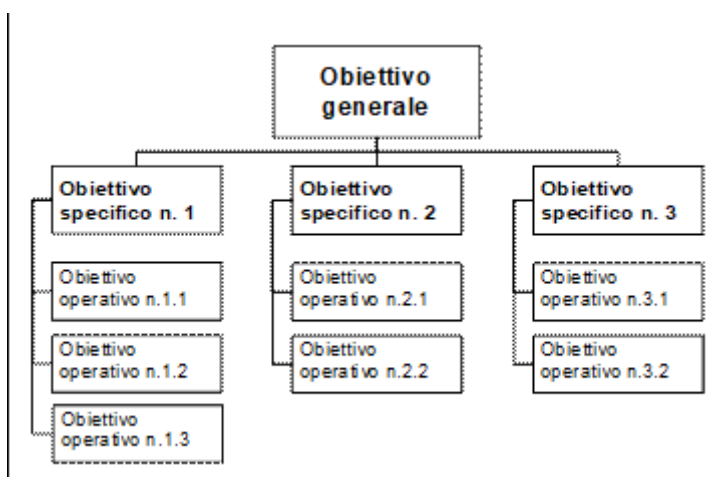 Obiettivo
generale
Obiettivo
specifico n. 1
Obiettivo
specifico n. 2
Obiettivo
specifico n. 3
Obiettivo
operativo n.1.1
Obiettivo
operativo n.2.1
Obiettivo
operativo n.3.1
Obiettivo
operativo n.1.2
Obiettivo
operativo n.2.2
Obiettivo
operativo n.3.2
Obiettivo
operativo n.1.3